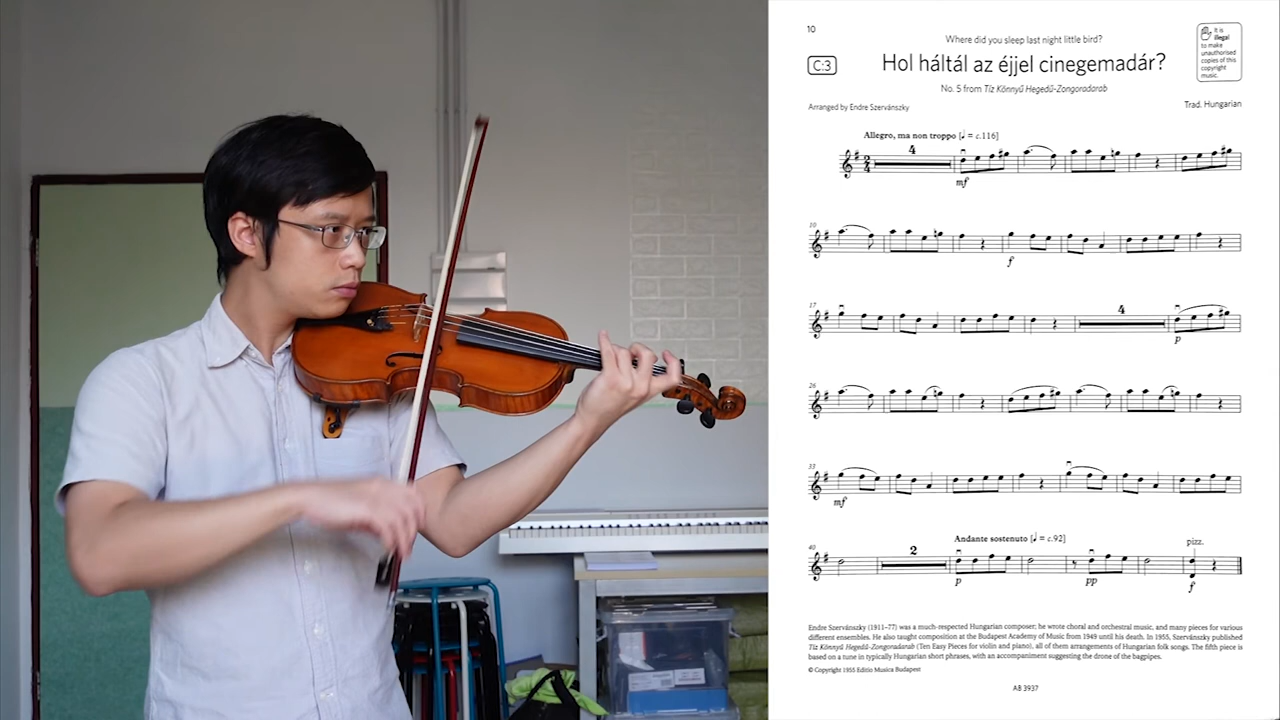 10
Where did you sleep last night little bird?
It is
illegal
to make
unauthorised
copies of this
copyright
music.
C:3
Hol háltál az éjjel cinegemadár?
No. 5 from Tíz Könnyű Hegedű-Zongoradarab
Arranged by Endre Szervánszky
Trad. Hungarian
Allegro, ma non troppo [♩ = c.116]
4
2
4
mf
10
f
17
4
p
26
33
mf
40
2
Andante sostenuto [♩ = c.92]
pizz.
p
pp
f
Endre Szervánszky (1911–77) was a much-respected Hungarian composer; he wrote choral and orchestral music, and many pieces for various
different ensembles. He also taught composition at the Budapest Academy of Music from 1949 until his death. In 1955, Szervánszky published
Tíz Könnyű Hegedű-Zongoradarab (Ten Easy Pieces for violin and piano), all of them arrangements of Hungarian folk songs. The fifth piece is
based on a tune in typically Hungarian short phrases, with an accompaniment suggesting the drone of the bagpipes.
© Copyright 1955 Editio Musica Budapest
AB 3937